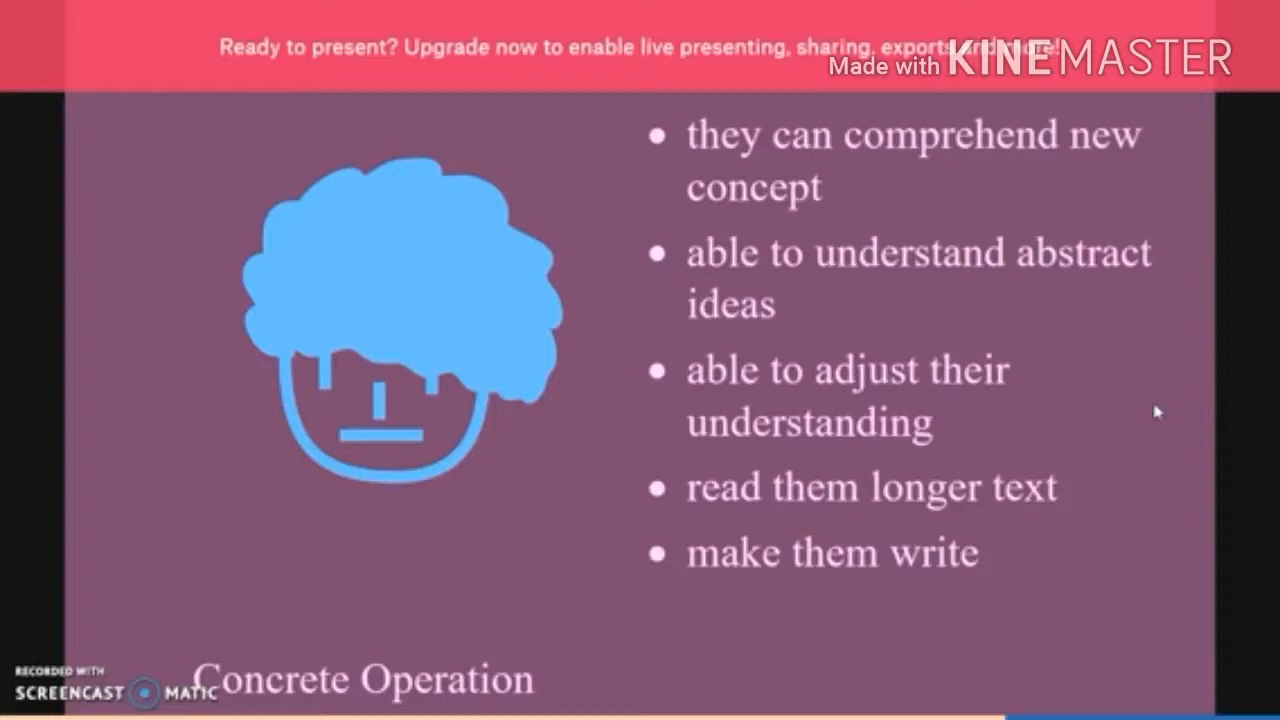 Ready to present? Upgrade now to enable live presenting, sharing, exports and more!
Made with KINEMASTER
• they can comprehend new
concept
• able to understand abstract
ideas
• able to adjust their
understanding
• read them longer text
• make them write
Concrete Operation
RECORDED WITH
SCREENCAST MATIC